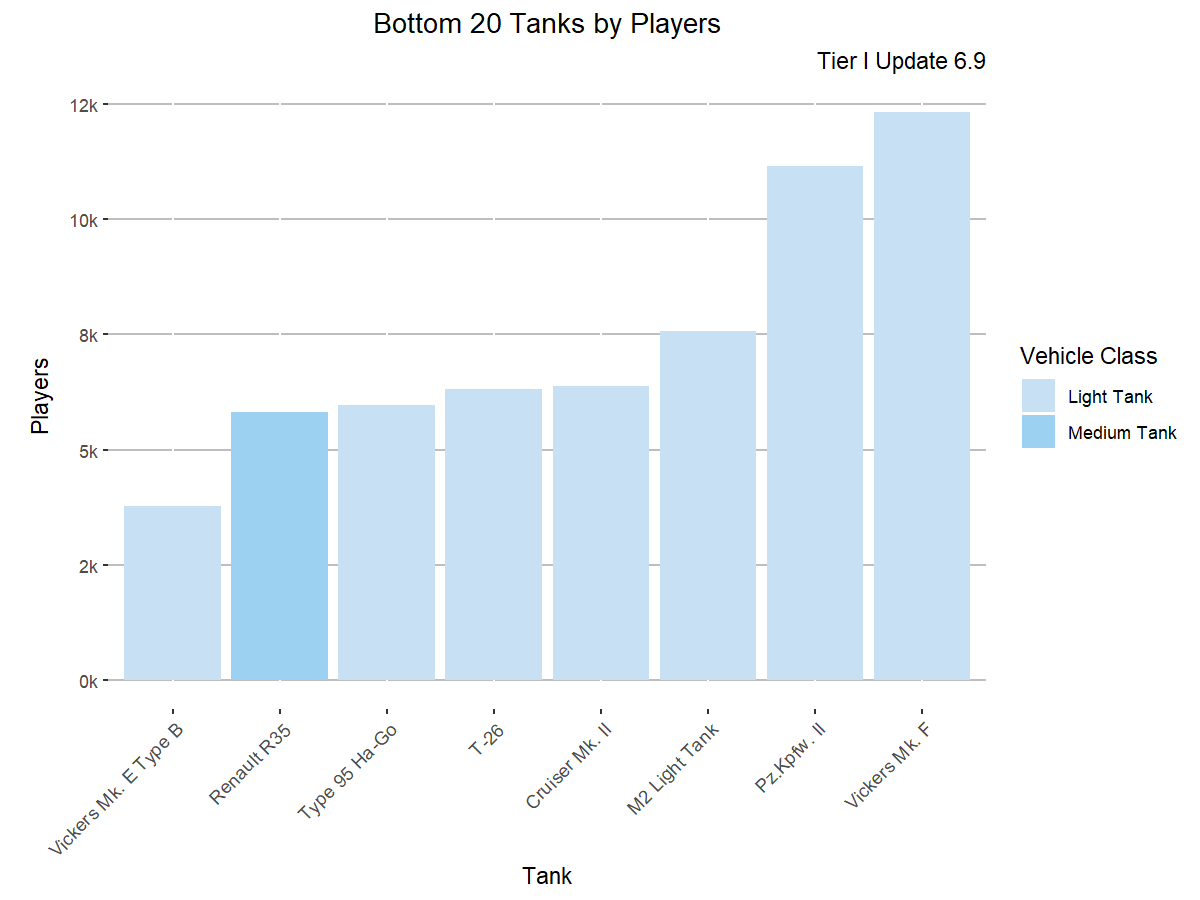 Bottom 20 Tanks by Players
Tier I Update 6.9
12k
10k
8k
5k
2k
0k
Players
Vickers Mk. E Type B
Renault R35
Type 95 Ha-Go
T-26
Cruiser Mk. II
M2 Light Tank
Pz.Kpfw. II
Vickers Mk. F
Tank
Vehicle Class
Light Tank
Medium Tank